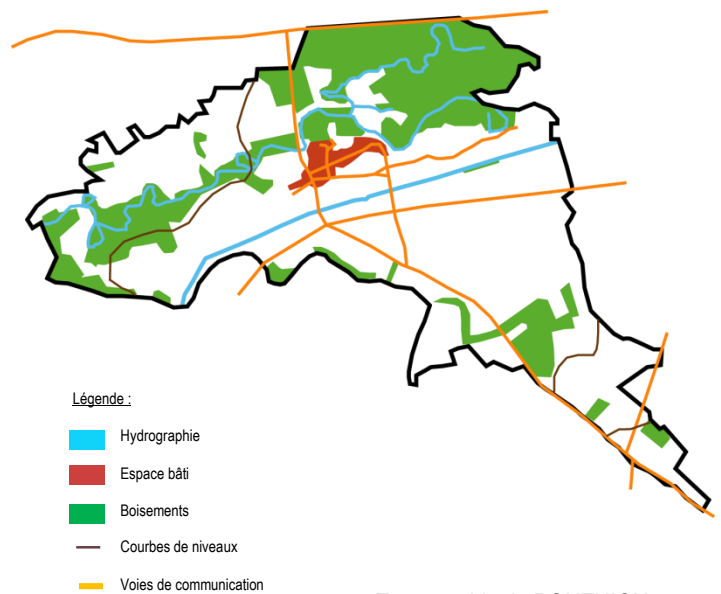 Légende :
Hydrographie
Espace bâti
Boisements
Courbes de niveaux
Voies de communication